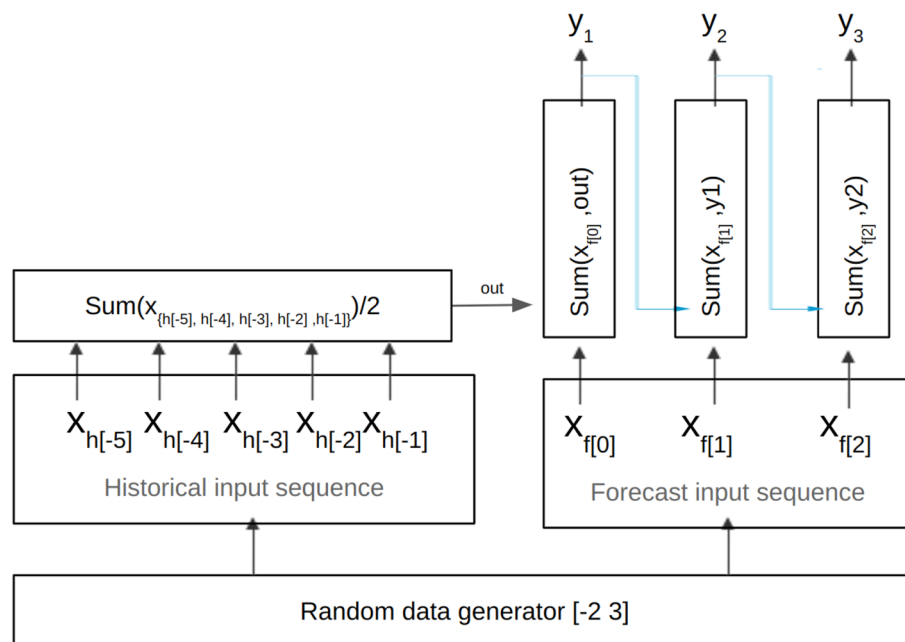 y1 y2 y3
Sum(xf[0] ,out)
Sum(xf[1] ,y1)
Sum(xf[2] ,y2)
out
Sum(x{h[-5], h[-4], h[-3], h[-2] ,h[-1]})/2
xh[-5] xh[-4] xh[-3] xh[-2] xh[-1]
Historical input sequence
xf[0] xf[1] xf[2]
Forecast input sequence
Random data generator [-2 3]